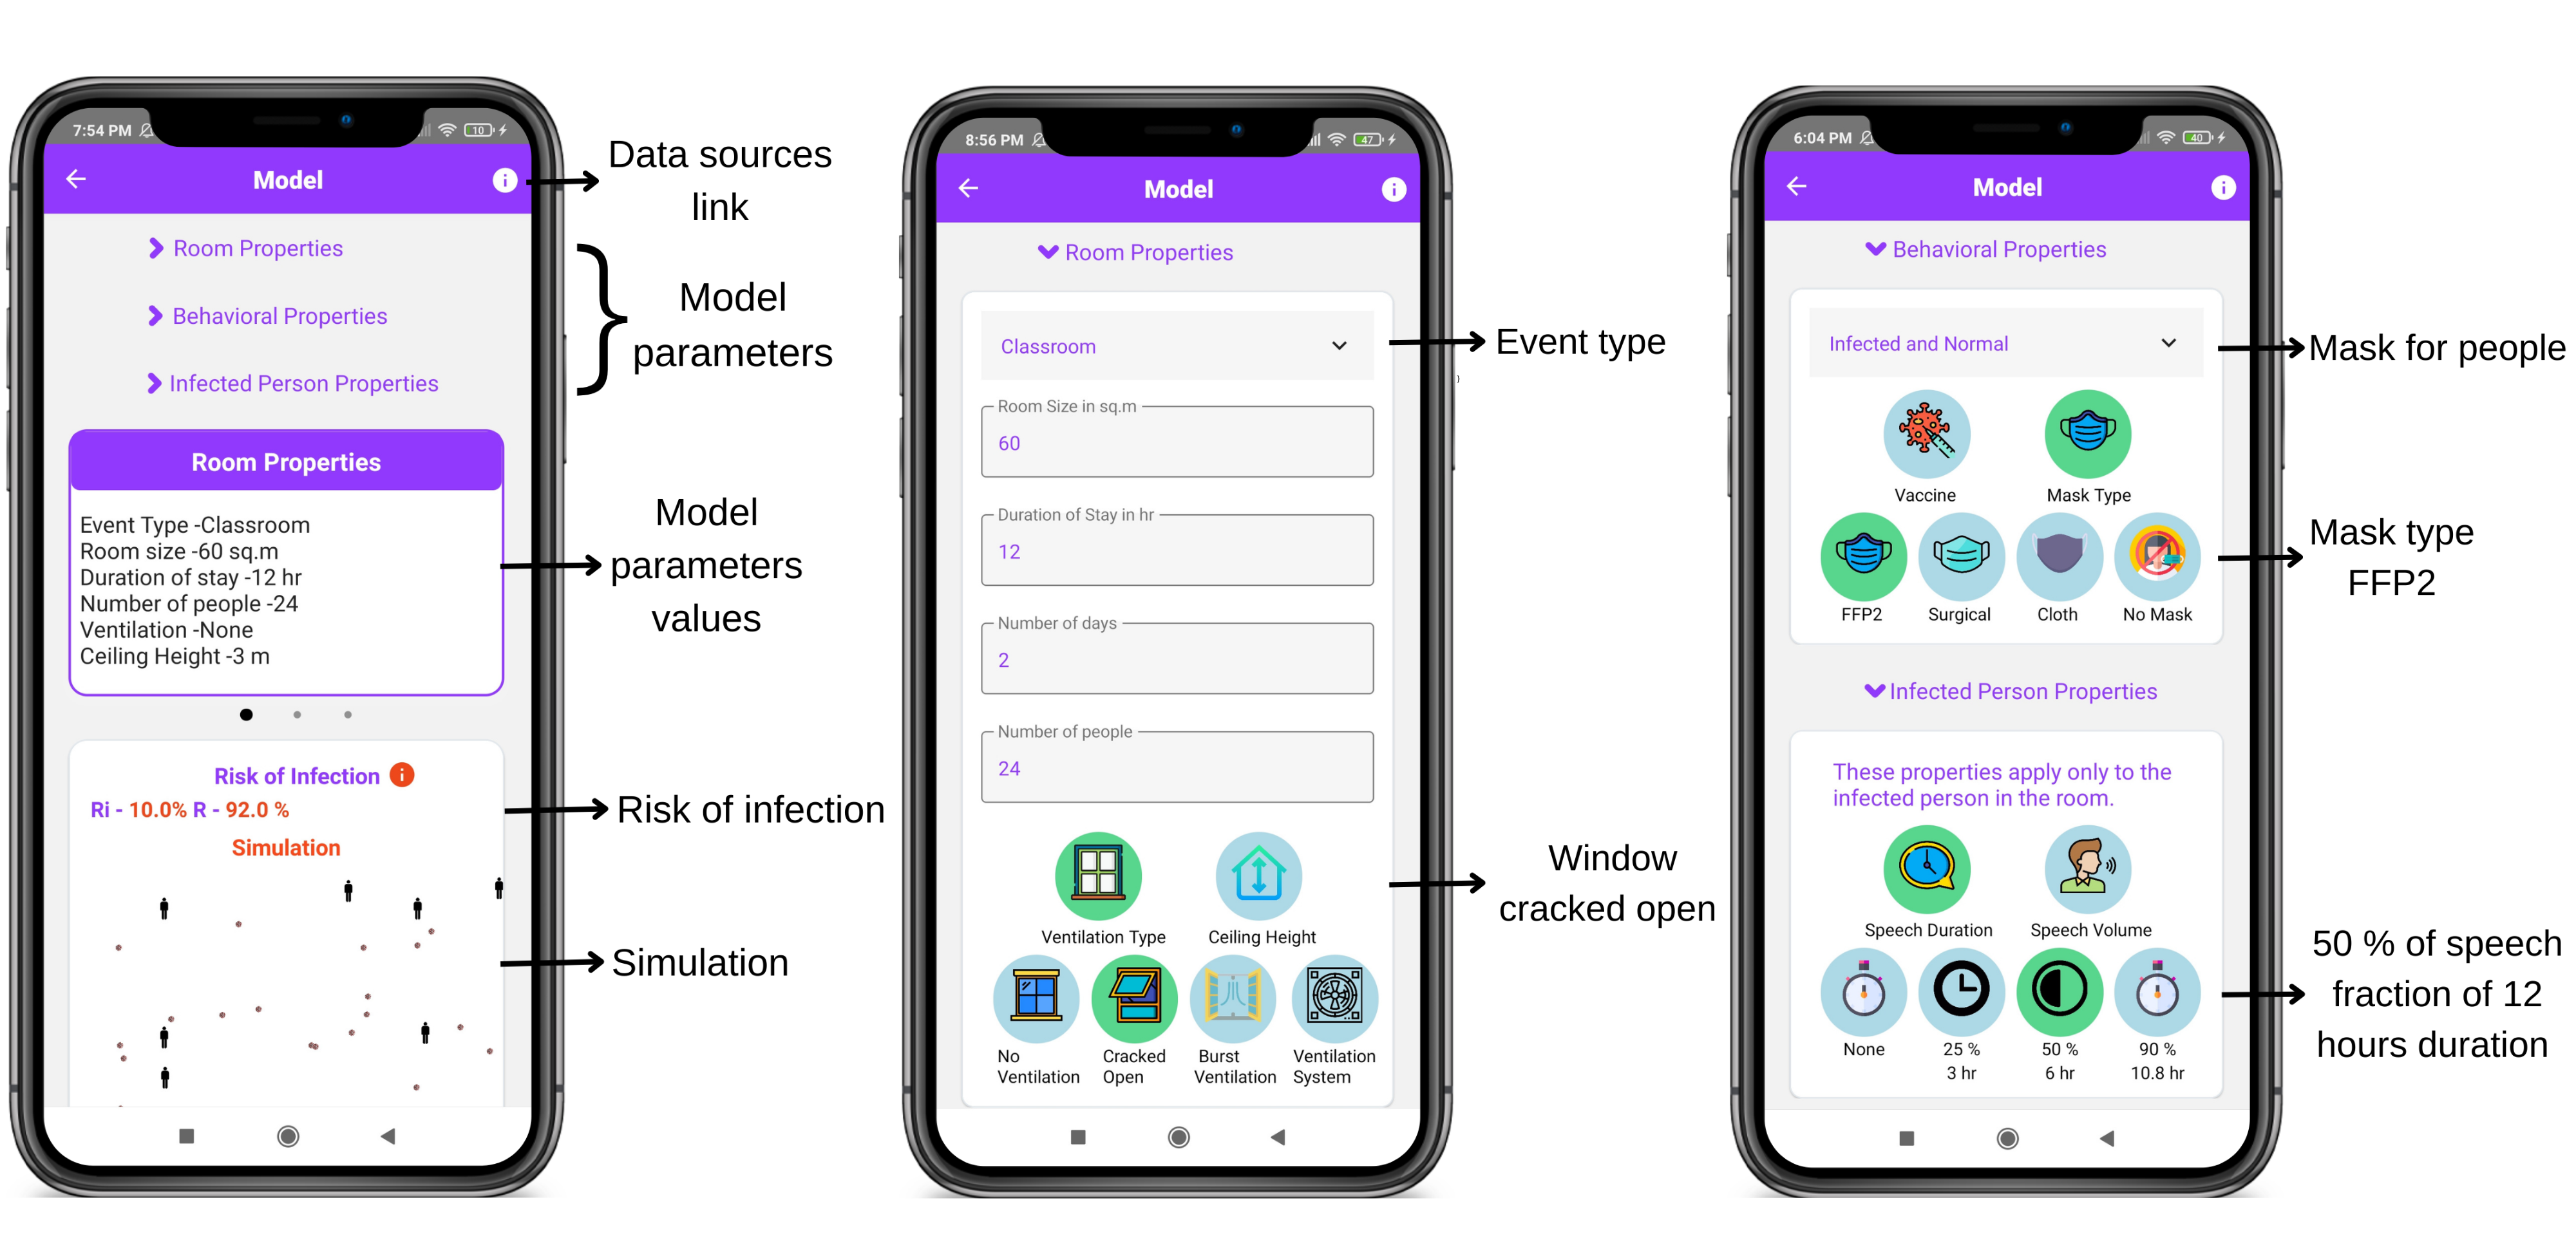 7:54 PM
10
Model
Room Properties
Behavioral Properties
Infected Person Properties
Room Properties
Event Type -Classroom
Room size -60 sq.m
Duration of stay -12 hr
Number of people -24
Ventilation -None
Ceiling Height -3 m
Risk of Infection
Ri - 10.0% R - 92.0 %
Simulation
Data sources
link
Model
parameters
Model
parameters
values
Risk of infection
Simulation
8:56 PM
47
Model
Room Properties
Classroom
Room Size in sq.m
60
Duration of Stay in hr
12
Number of days
2
Number of people
24
Ventilation Type
Ceiling Height
No
Ventilation
Cracked
Open
Burst
Ventilation
Ventilation
System
Event type
)
Window
cracked open
6:04 PM
40
Model
Behavioral Properties
Infected and Normal
Vaccine
Mask Type
FFP2
Surgical
Cloth
No Mask
Infected Person Properties
These properties apply only to the
infected person in the room.
Speech Duration
Speech Volume
None
25 %
3 hr
50 %
6 hr
90 %
10.8 hr
Mask for people
Mask type
FFP2
50 % of speech
fraction of 12
hours duration